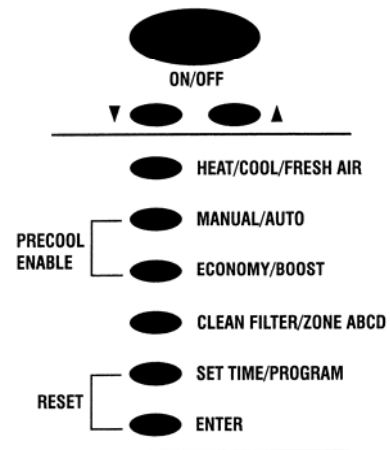 ON/OFF
▼ ▲
HEAT/COOL/FRESH AIR
MANUAL/AUTO
PRECOOL
ENABLE
ECONOMY/BOOST
CLEAN FILTER/ZONE ABCD
SET TIME/PROGRAM
RESET
ENTER